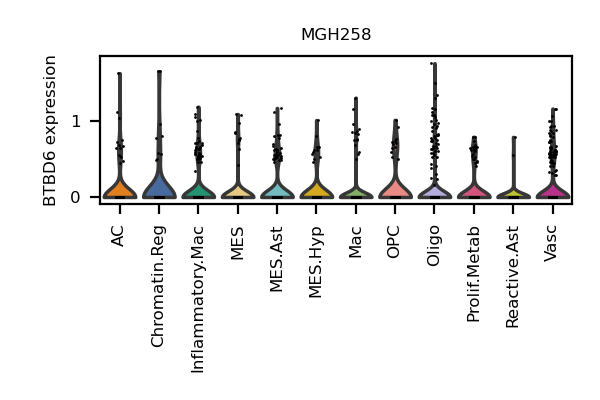 MGH258
BTBD6 expression
1
0
AC
Chromatin.Reg
Inflammatory.Mac
MES
MES.Ast
MES.Hyp
Mac
OPC
Oligo
Prolif.Metab
Reactive.Ast
Vasc